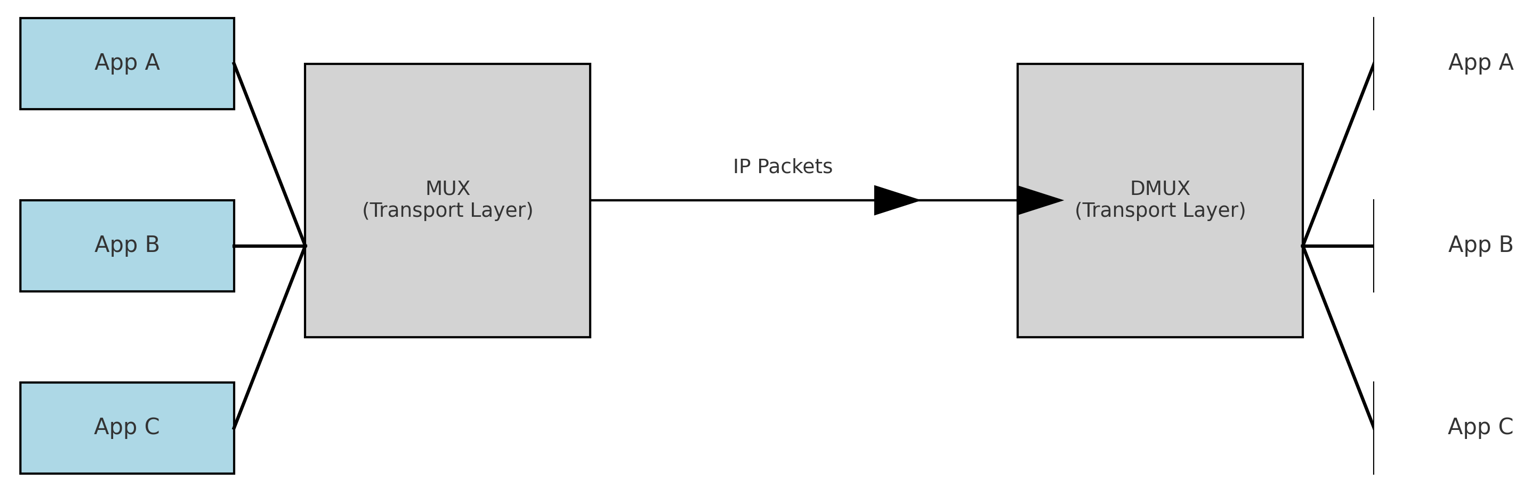 App A
App B
App C
MUX
(Transport Layer)
IP Packets
DMUX
(Transport Layer)
App A
App B
App C